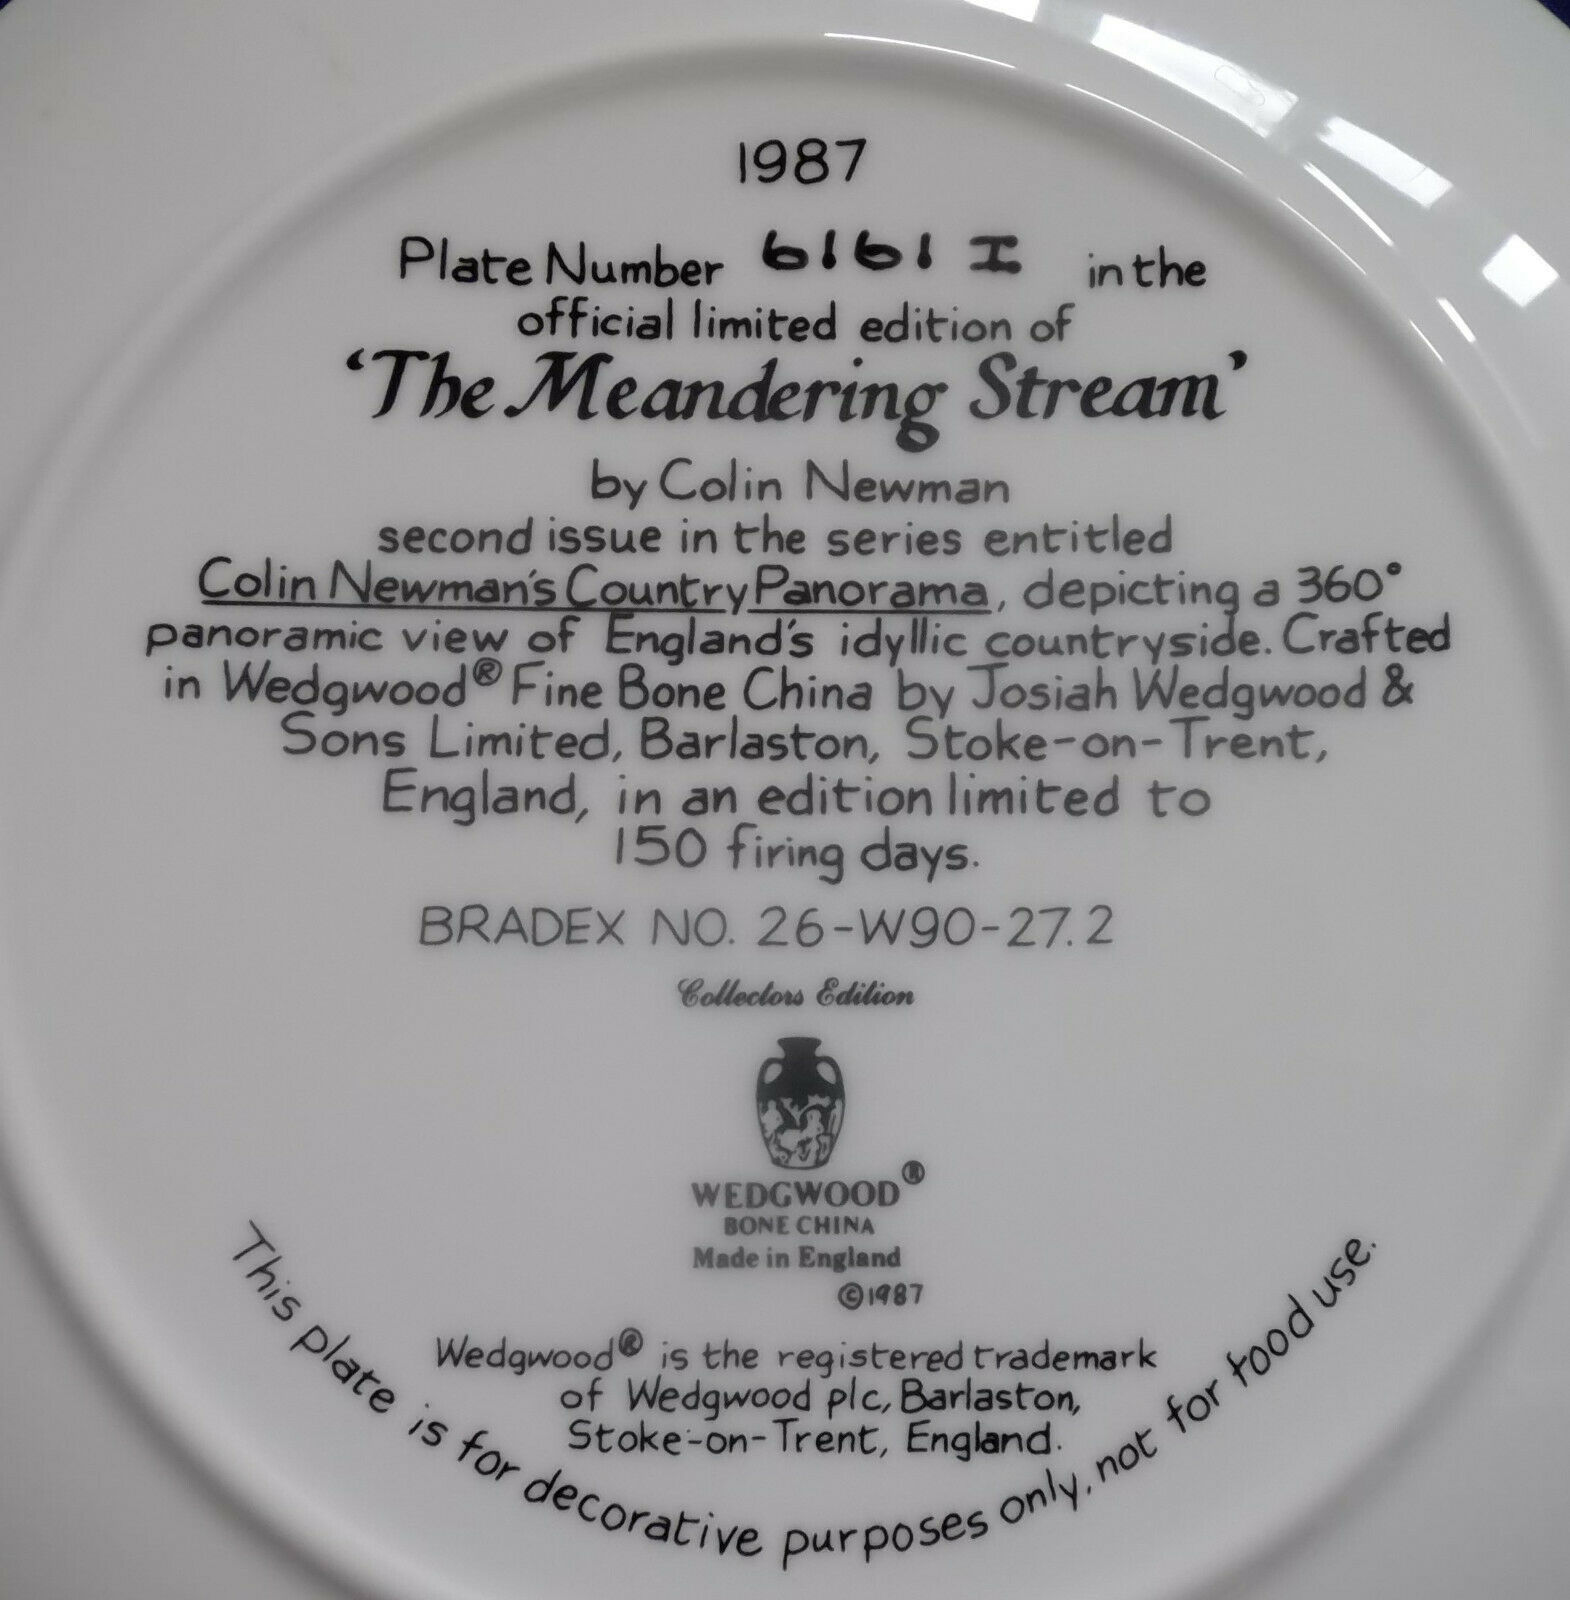 1987
Plate Number 6161 I in the
official limited edition of
‘The Meandering Stream’
by Colin Newman
second issue in the series entitled
Colin Newman's Country Panorama, depicting a 360°
panoramic view of England's idyllic countryside. Crafted
in Wedgwood® Fine Bone China by Josiah Wedgwood &
Sons Limited, Barlaston, Stoke-on-Trent,
England, in an edition limited to
150 firing days.
BRADEX NO. 26-W90-27.2
Collectors Edition
WEDGWOOD®
BONE CHINA
Made in England
©1987
Wedgwood® is the registered trademark
of Wedgwood plc, Barlaston,
Stoke-on-Trent, England.
This plate is for decorative purposes only, not for food use.